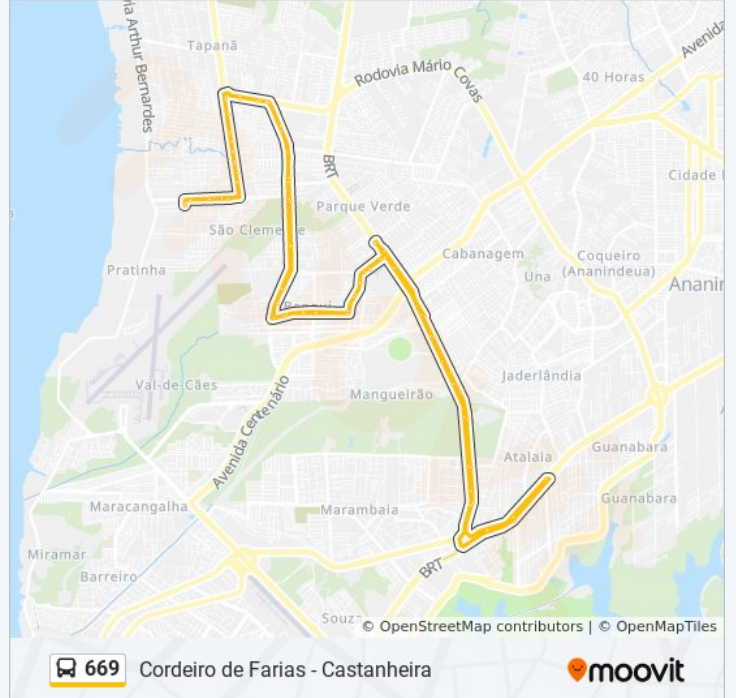 via Arthur Bernardes
Tapanã
Avenida
Rodovia Mário Covas
40 Horas
BRT
Cidade
Parque Verde
São Clemente
Cabanagem
Coqueiro
(Ananindeua)
Una
Pratinha
Ananin
Val-de-Cães
Jaderlândia
Mangueirão
Avenida Centenário
Guanabara
Atalaia
Guanabara
Maracangalha
Marambaia
Miramar
BRT
Barreiro
Souza
© OpenStreetMap contributors | © OpenMapTiles
669 Cordeiro de Farias - Castanheira
moovit